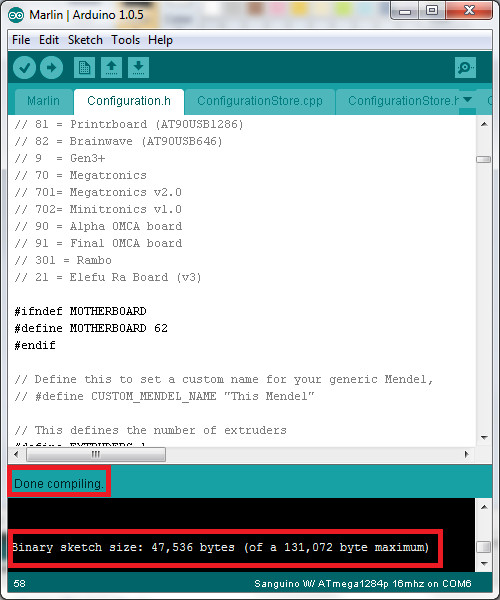 Marlin | Arduino 1.0.5
File Edit Sketch Tools Help
Marlin Configuration.h ConfigurationStore.cpp ConfigurationStore.h
// 81 = Printrboard (AT90USB1286)
// 82 = Brainwave (AT90USB646)
// 9  = Gen3+
// 70 = Megatronics
// 701= Megatronics v2.0
// 702= Minitronics v1.0
// 90 = Alpha OMCA board
// 91 = Final OMCA board
// 301 = Rambo
// 21 = Elefu Ra Board (v3)
#ifndef MOTHERBOARD
#define MOTHERBOARD 62
#endif
// Define this to set a custom name for your generic Mendel,
// #define CUSTOM_MENDEL_NAME "This Mendel"
// This defines the number of extruders
#define EXTRUDERS 1
Done compiling.
Binary sketch size: 47,536 bytes (of a 131,072 byte maximum)
58 Sanguino W/ ATmega1284p 16mhz on COM6